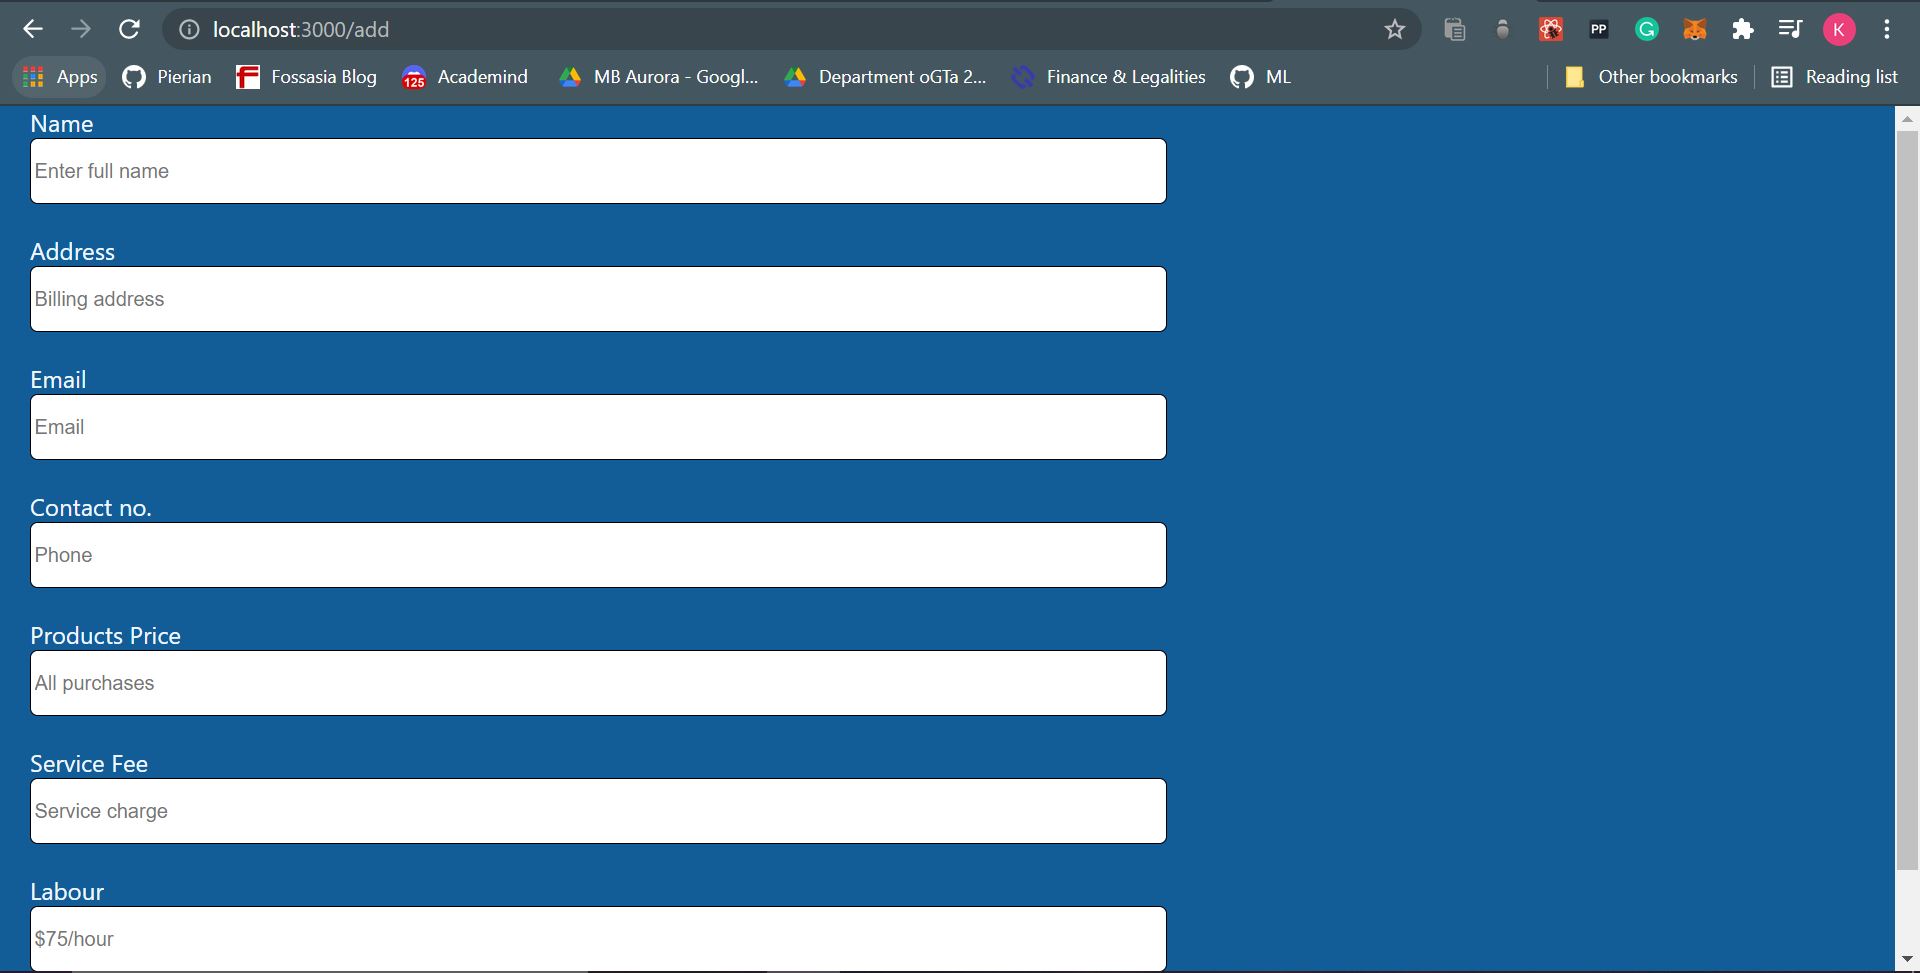 localhost:3000/add
PP
G
K
Apps
Pierian
Fossasia Blog
125
Academind
MB Aurora - Googl...
Department oGTa 2...
Finance & Legalities
ML
Other bookmarks
Reading list
Name
Enter full name
Address
Billing address
Email
Email
Contact no.
Phone
Products Price
All purchases
Service Fee
Service charge
Labour
$75/hour